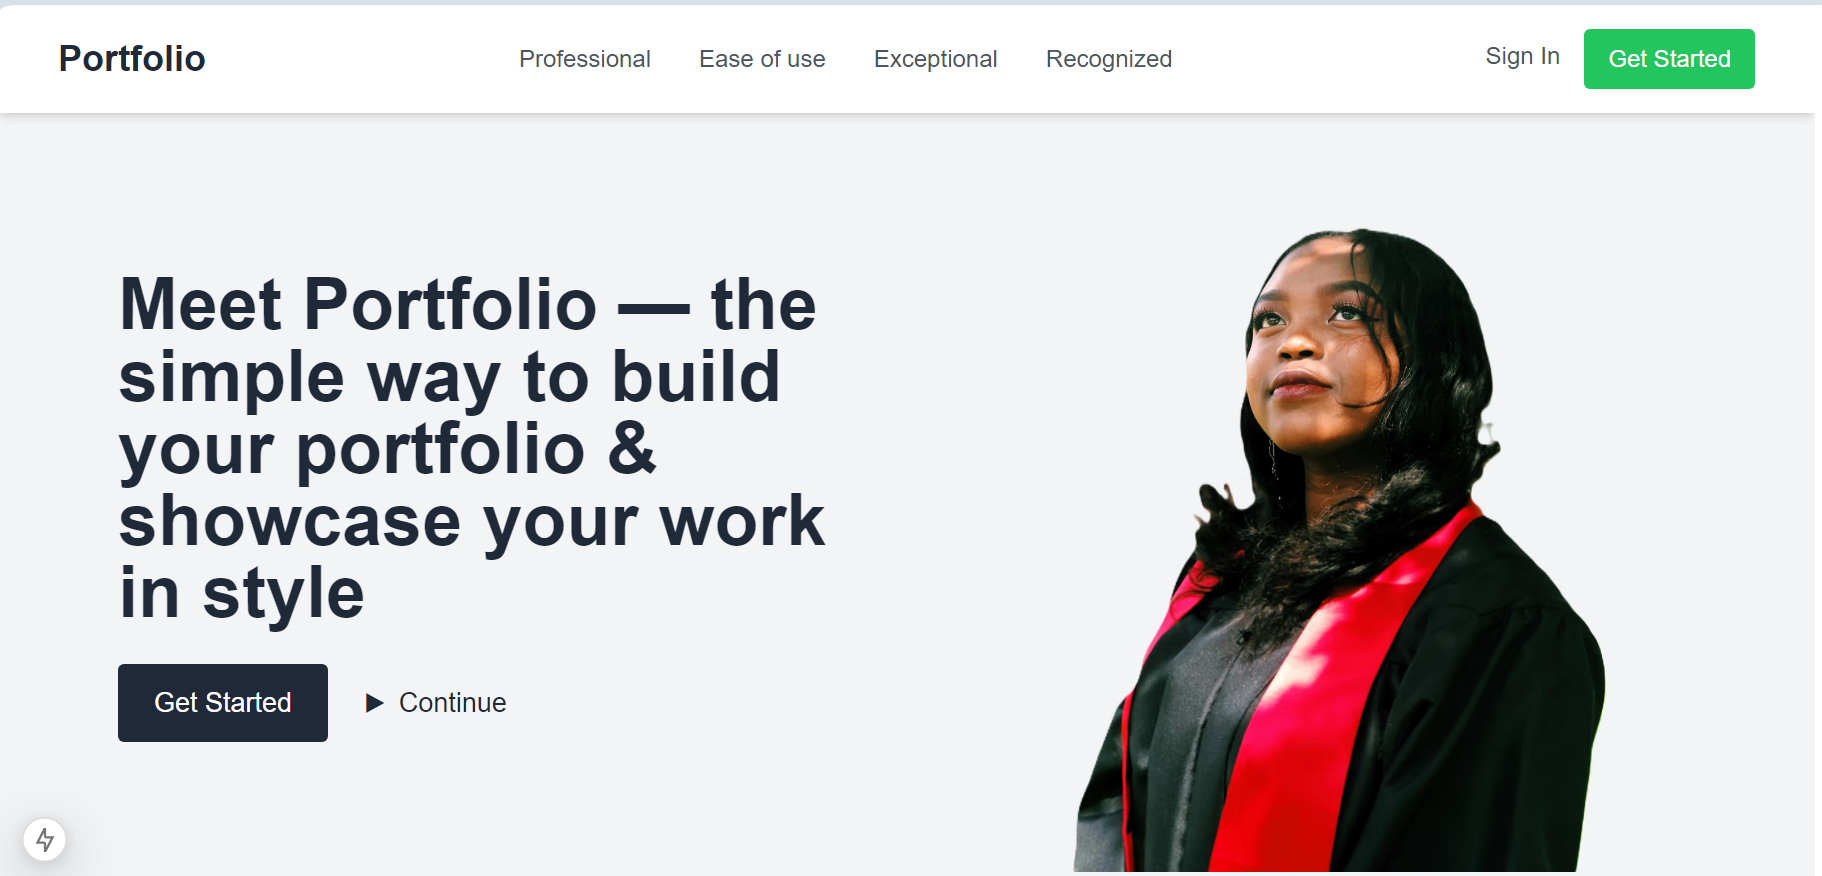 Portfolio
Professional
Ease of use
Exceptional
Recognized
Sign In
Get Started
Meet Portfolio — the
simple way to build
your portfolio &
showcase your work
in style
Get Started
Continue